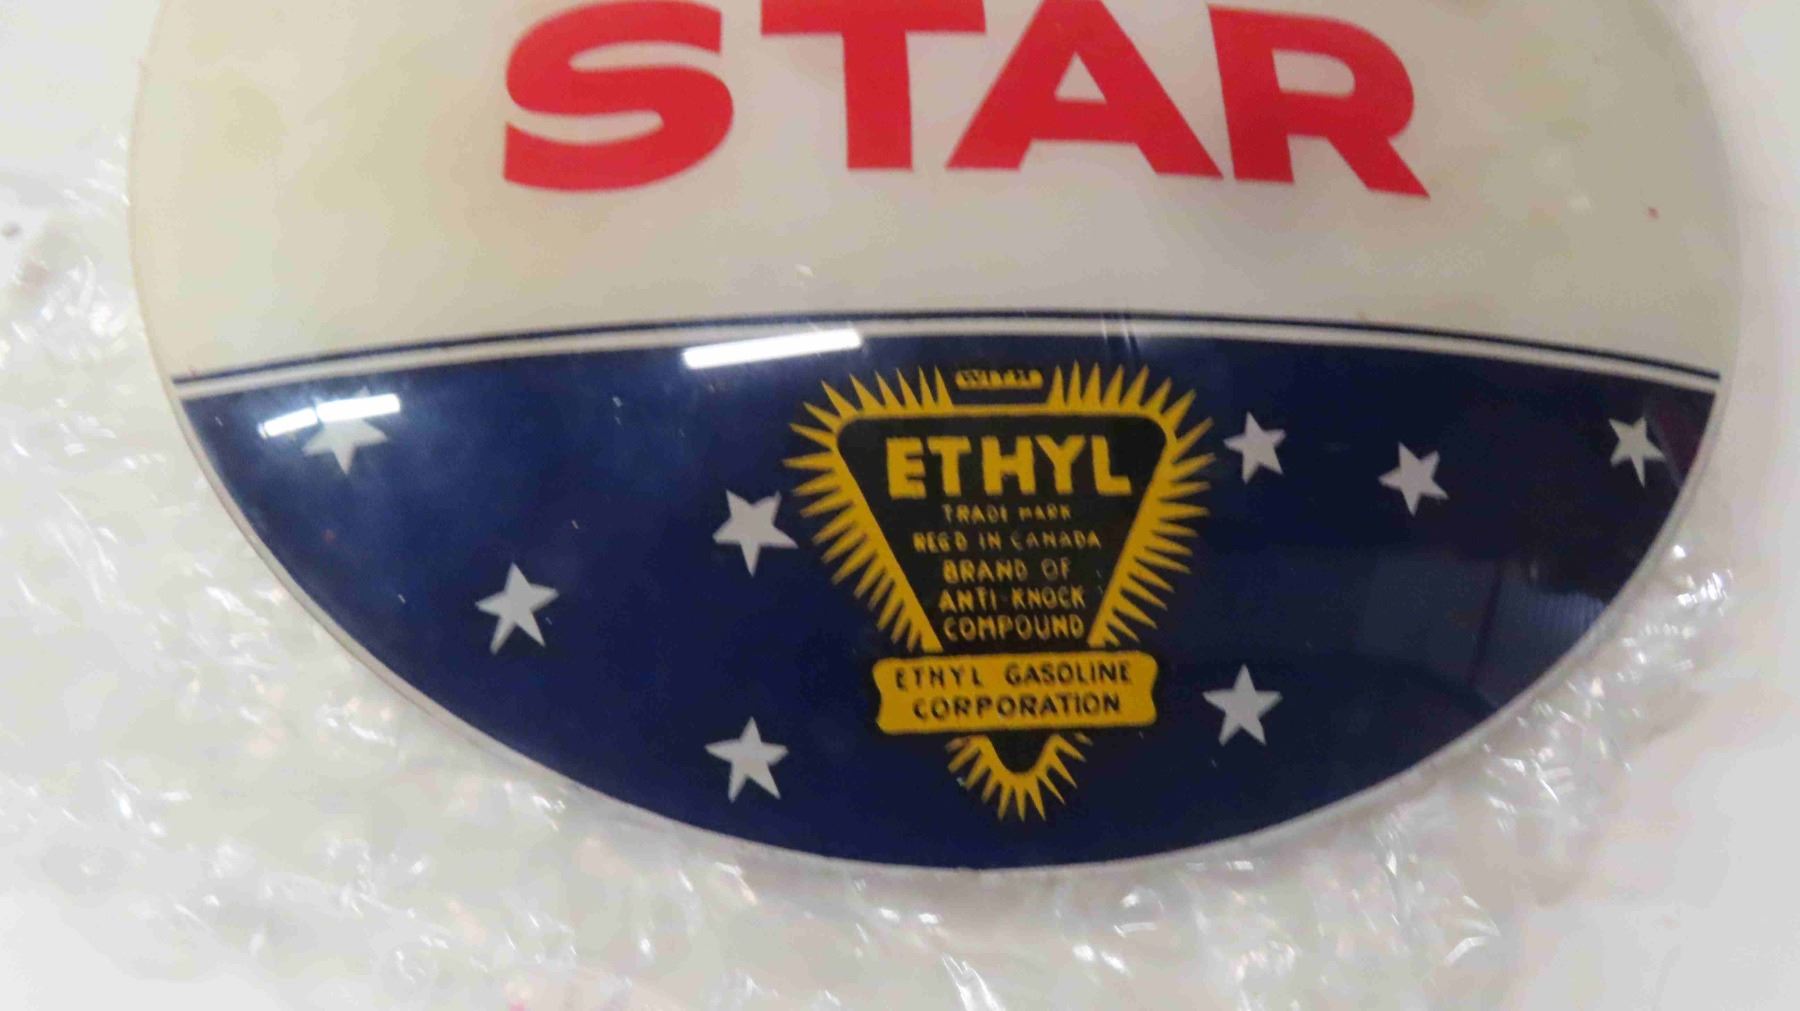 STAR
ETHYL
TRADE MARK
REG'D IN CANADA
BRAND OF
ANTI-KNOCK
COMPOUND
ETHYL GASOLINE
CORPORATION